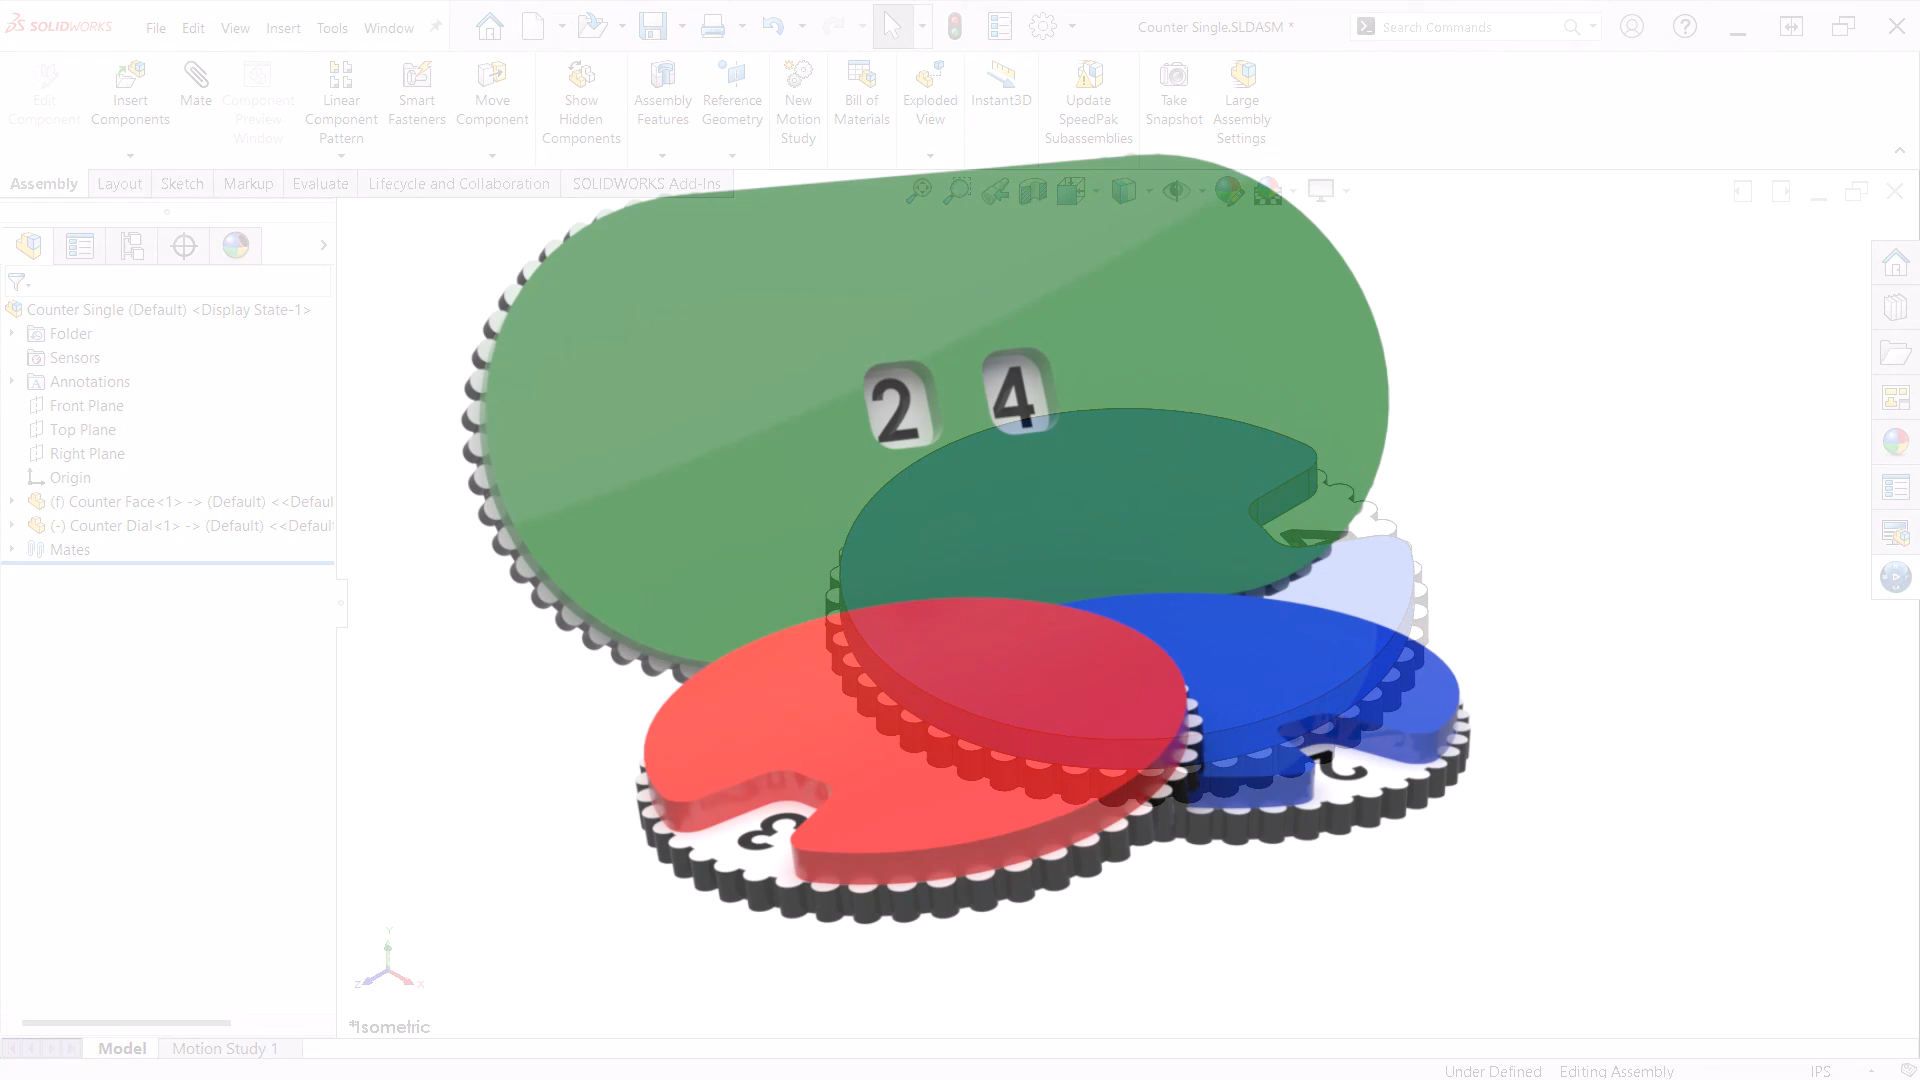 SOLIDWORKS
File Edit View Insert Tools Window
Counter Single.SLDASM *
Search Commands
Edit Component
Insert Components
Mate
Component Preview Window
Linear Component Pattern
Smart Fasteners
Move Component
Show Hidden Components
Assembly Features
Reference Geometry
New Motion Study
Bill of Materials
Exploded View
Instant3D
Update SpeedPak Subassemblies
Take Snapshot
Large Assembly Settings
Assembly Layout Sketch Markup Evaluate Lifecycle and Collaboration SOLIDWORKS Add-Ins
Counter Single (Default) <Display State-1>
Folder
Sensors
A Annotations
Front Plane
Top Plane
Right Plane
Origin
(f) Counter Face<1> -> (Default) <<Defaul
(-) Counter Dial<1> -> (Default) <<Defaul
Mates
2 4
3
Y
Z X
*Isometric
Model Motion Study 1
Under Defined Editing Assembly IPS